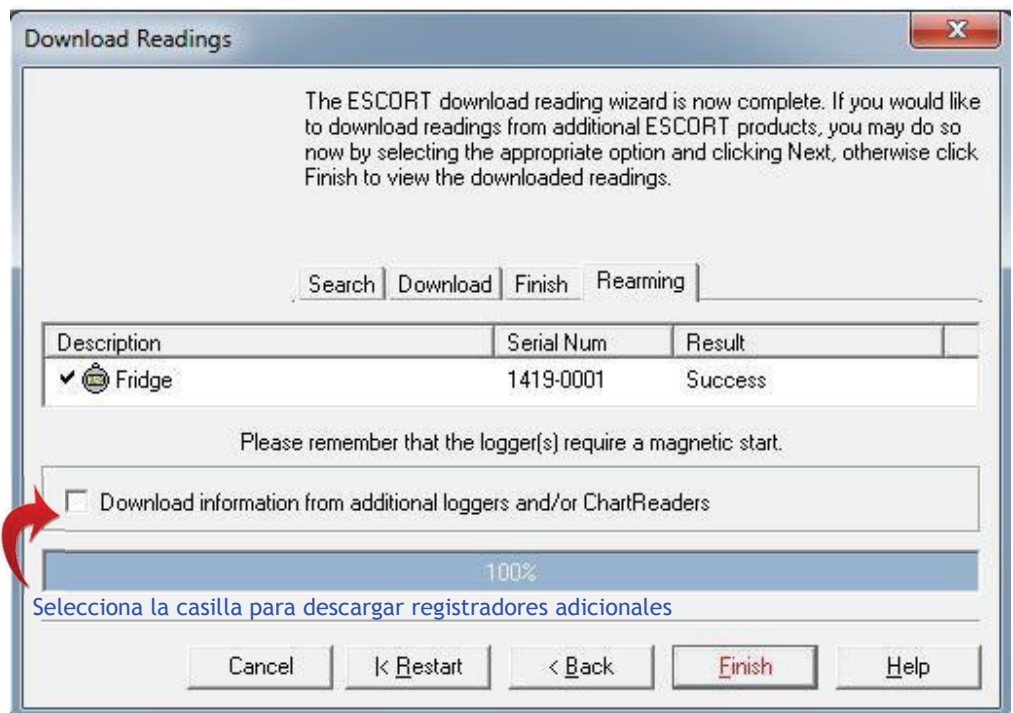 Download Readings
X
The ESCORT download reading wizard is now complete. If you would like
to download readings from additional ESCORT products, you may do so
now by selecting the appropriate option and clicking Next, otherwise click
Finish to view the downloaded readings.
Search Download Finish Rearming
Description Serial Num Result
Fridge 1419-0001 Success
Please remember that the logger(s) require a magnetic start.
Download information from additional loggers and/or ChartReaders
100%
Selecciona la casilla para descargar registradores adicionales
Cancel |< Restart < Back Finish Help